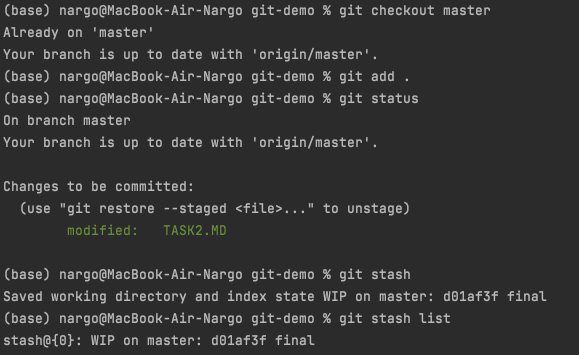 (base) nargo@MacBook-Air-Nargo git-demo % git checkout master
Already on 'master'
Your branch is up to date with 'origin/master'.
(base) nargo@MacBook-Air-Nargo git-demo % git add .
(base) nargo@MacBook-Air-Nargo git-demo % git status
On branch master
Your branch is up to date with 'origin/master'.
Changes to be committed:
(use "git restore --staged <file>..." to unstage)
modified:   TASK2.MD
(base) nargo@MacBook-Air-Nargo git-demo % git stash
Saved working directory and index state WIP on master: d01af3f final
(base) nargo@MacBook-Air-Nargo git-demo % git stash list
stash@{0}: WIP on master: d01af3f final